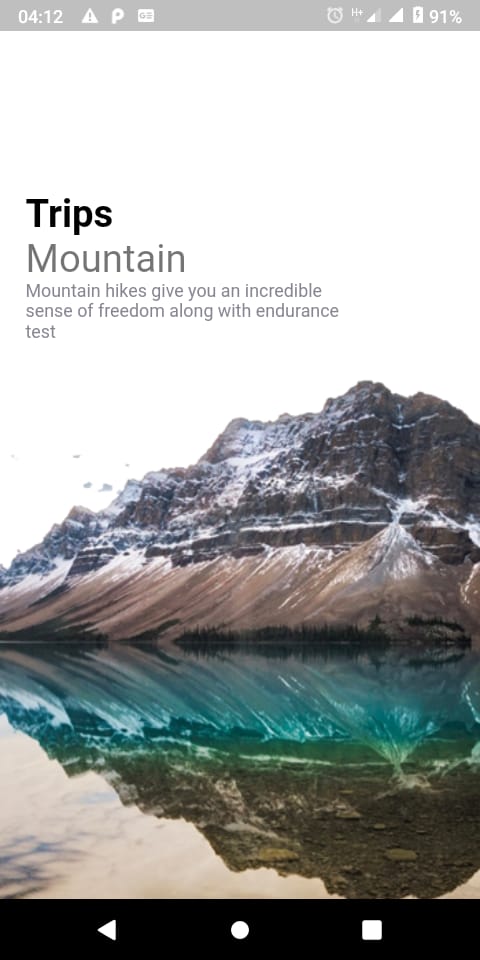 04:12 H+ 91%
Trips
Mountain
Mountain hikes give you an incredible
sense of freedom along with endurance
test